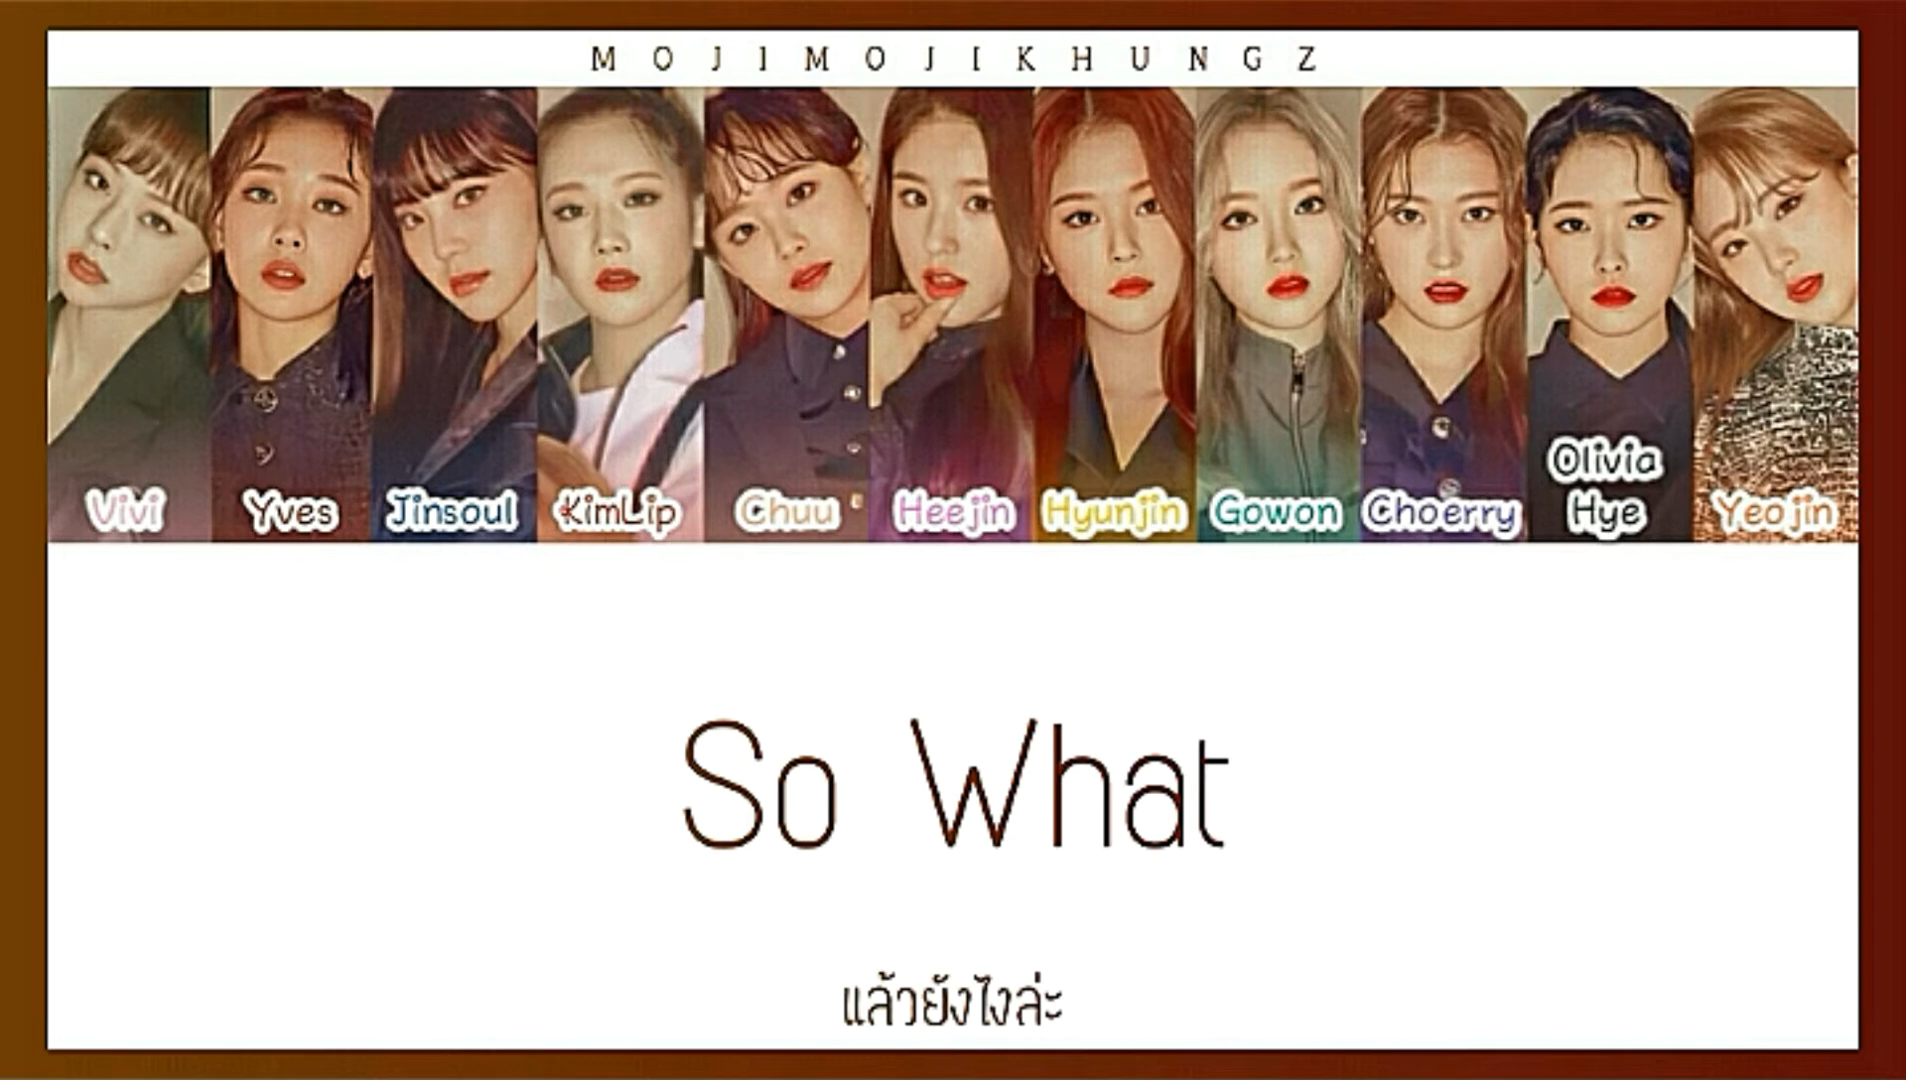 MOJIMOJIKHUNGZ
Vivi Yves Jinsoul KimLip Chuu Heejin Hyunjin Gowon Choerry Olivia Hye Yeojin
So What
แล้วยังไงล่ะ